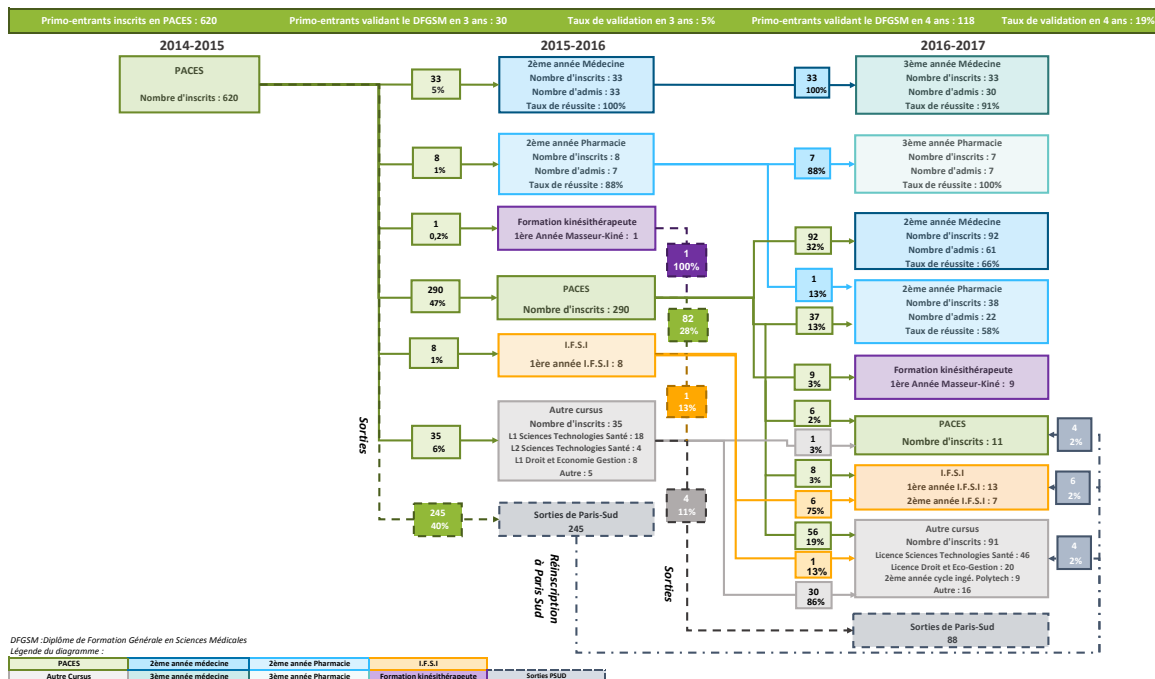 Primo-entrants inscrits en PACES : 620
Primo-entrants validant le DFGSM en 3 ans : 30
Taux de validation en 3 ans : 5%
Primo-entrants validant le DFGSM en 4 ans : 118
Taux de validation en 4 ans : 19%
2014-2015
2015-2016
2016-2017
PACES
Nombre d'inscrits : 620
33
5%
2ème année Médecine
Nombre d'inscrits : 33
Nombre d'admis : 33
Taux de réussite : 100%
33
100%
3ème année Médecine
Nombre d'inscrits : 33
Nombre d'admis : 30
Taux de réussite : 91%
8
1%
2ème année Pharmacie
Nombre d'inscrits : 8
Nombre d'admis : 7
Taux de réussite : 88%
7
88%
3ème année Pharmacie
Nombre d'inscrits : 7
Nombre d'admis : 7
Taux de réussite : 100%
1
0,2%
Formation kinésithérapeute
1ère Année Masseur-Kiné : 1
1
100%
92
32%
2ème année Médecine
Nombre d'inscrits : 92
Nombre d'admis : 61
Taux de réussite : 66%
290
47%
PACES
Nombre d'inscrits : 290
82
28%
1
13%
37
13%
2ème année Pharmacie
Nombre d'inscrits : 38
Nombre d'admis : 22
Taux de réussite : 58%
8
1%
I.F.S.I
1ère année I.F.S.I : 8
1
13%
9
3%
Formation kinésithérapeute
1ère Année Masseur-Kiné : 9
Sorties
35
6%
Autre cursus
Nombre d'inscrits : 35
L1 Sciences Technologies Santé : 18
L2 Sciences Technologies Santé : 4
L1 Droit et Economie Gestion : 8
Autre : 5
6
2%
1
3%
PACES
Nombre d'inscrits : 11
4
2%
8
3%
6
75%
I.F.S.I
1ère année I.F.S.I : 13
2ème année I.F.S.I : 7
6
2%
245
40%
Sorties de Paris-Sud
245
4
11%
56
19%
1
13%
30
86%
Autre cursus
Nombre d'inscrits : 91
Licence Sciences Technologies Santé : 46
Licence Droit et Eco-Gestion : 20
2ème année cycle ingé. Polytech : 9
Autre : 16
4
2%
Réinscription
à Paris Sud
Sorties
Sorties de Paris-Sud
88
DFGSM :Diplôme de Formation Générale en Sciences Médicales
Légende du diagramme :
PACES
2ème année médecine
2ème année Pharmacie
I.F.S.I
Autre Cursus
3ème année médecine
3ème année Pharmacie
Formation kinésithérapeute
Sorties PSUD